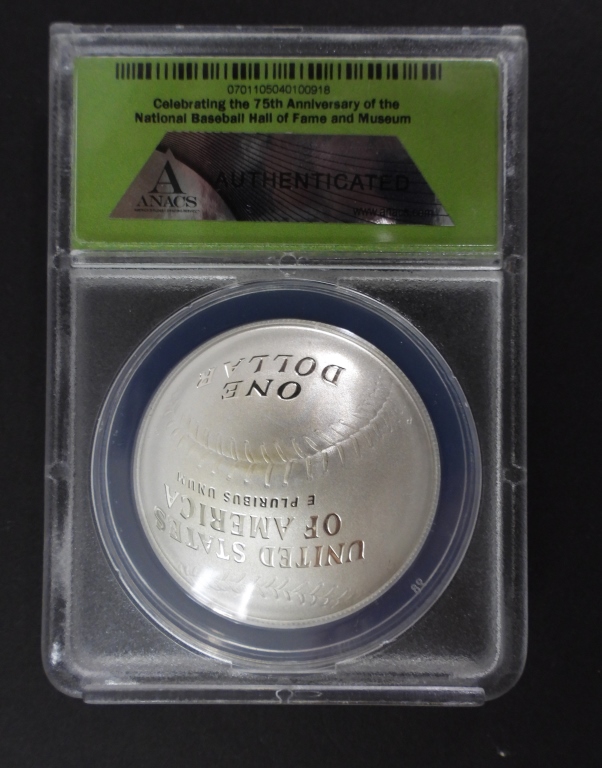 0701105040100918
Celebrating the 75th Anniversary of the
National Baseball Hall of Fame and Museum
A
ANACS
AUTHENTICATED
UNITED STATES
OF AMERICA
E PLURIBUS UNUM
ONE
DOLLAR